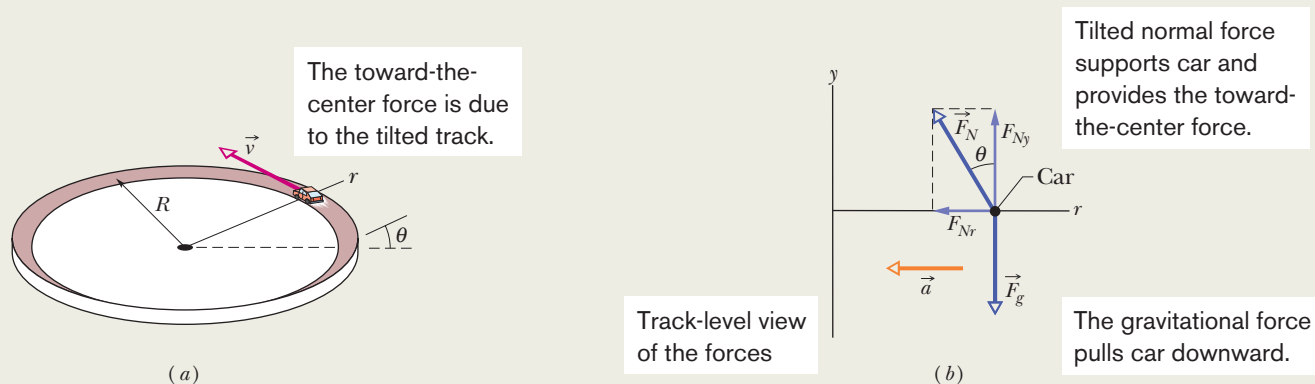 The toward-the-
center force is due
to the tilted track.
v
r
R
θ
(a)
Tilted normal force
supports car and
provides the toward-
the-center force.
y
F_N
F_Ny
θ
Car
r
F_Nr
a
F_g
Track-level view
of the forces
The gravitational force
pulls car downward.
(b)